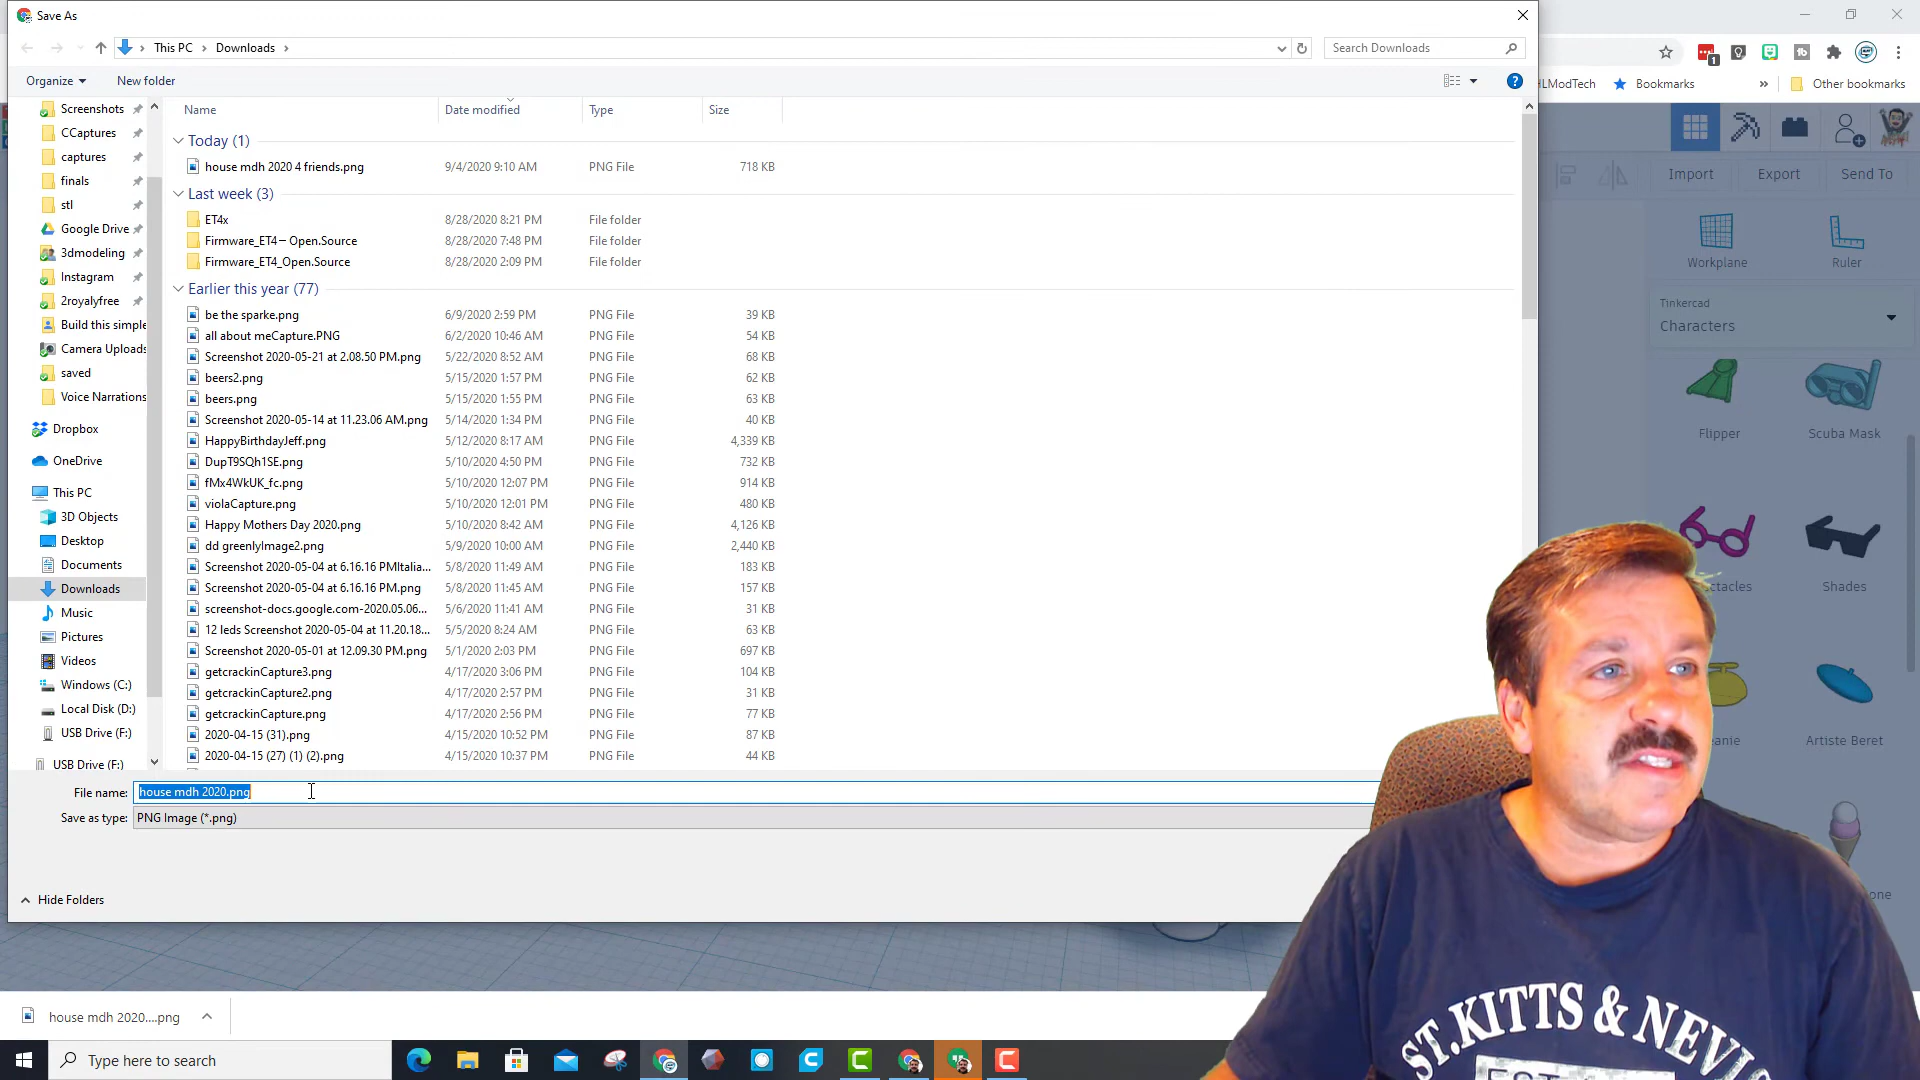 Save As
This PC
Downloads
Search Downloads
Organize
New folder
Screenshots
CCaptures
captures
finals
stl
Google Drive
3dmodeling
Instagram
2royalyfree
Build this simple
Camera Uploads
saved
Voice Narrations
Dropbox
OneDrive
This PC
3D Objects
Desktop
Documents
Downloads
Music
Pictures
Videos
Windows (C:)
Local Disk (D:)
USB Drive (F:)
USB Drive (F:)
Name Date modified Type Size
Today (1)
house mdh 2020 4 friends.png 9/4/2020 9:10 AM PNG File 718 KB
Last week (3)
ET4x 8/28/2020 8:21 PM File folder
Firmware_ET4—Open.Source 8/28/2020 7:48 PM File folder
Firmware_ET4_Open.Source 8/28/2020 2:09 PM File folder
Earlier this year (77)
be the sparke.png 6/9/2020 2:59 PM PNG File 39 KB
all about meCapture.PNG 6/2/2020 10:46 AM PNG File 54 KB
Screenshot 2020-05-21 at 2.08.50 PM.png 5/22/2020 8:52 AM PNG File 68 KB
beers2.png 5/15/2020 1:57 PM PNG File 62 KB
beers.png 5/15/2020 1:55 PM PNG File 63 KB
Screenshot 2020-05-14 at 11.23.06 AM.png 5/14/2020 1:34 PM PNG File 40 KB
HappyBirthdayJeff.png 5/12/2020 8:17 AM PNG File 4,339 KB
DupT9SQh1SE.png 5/10/2020 4:50 PM PNG File 732 KB
fMx4WkUK_fc.png 5/10/2020 12:07 PM PNG File 914 KB
violaCapture.png 5/10/2020 12:01 PM PNG File 480 KB
Happy Mothers Day 2020.png 5/10/2020 8:42 AM PNG File 4,126 KB
dd greenlyImage2.png 5/9/2020 10:00 AM PNG File 2,440 KB
Screenshot 2020-05-04 at 6.16.16 PMItalia... 5/8/2020 11:49 AM PNG File 183 KB
Screenshot 2020-05-04 at 6.16.16 PM.png 5/8/2020 11:45 AM PNG File 157 KB
screenshot-docs.google.com-2020.05.06... 5/6/2020 11:41 AM PNG File 31 KB
12 leds Screenshot 2020-05-04 at 11.20.18... 5/5/2020 8:24 AM PNG File 63 KB
Screenshot 2020-05-01 at 12.09.30 PM.png 5/1/2020 2:03 PM PNG File 697 KB
getcrackinCapture3.png 4/17/2020 3:06 PM PNG File 104 KB
getcrackinCapture2.png 4/17/2020 2:57 PM PNG File 31 KB
getcrackinCapture.png 4/17/2020 2:56 PM PNG File 77 KB
2020-04-15 (31).png 4/15/2020 10:52 PM PNG File 87 KB
2020-04-15 (27) (1) (2).png 4/15/2020 10:37 PM PNG File 44 KB
File name: house mdh 2020.png
Save as type: PNG Image (*.png)
Hide Folders
1
HLModTech
Bookmarks
»
Other bookmarks
Import
Export
Send To
Workplane
Ruler
Tinkercad
Characters
Flipper
Scuba Mask
ctacles
Shades
eanie
Artiste Beret
one
ST.KITTS & NEVI
house mdh 2020....png
Type here to search